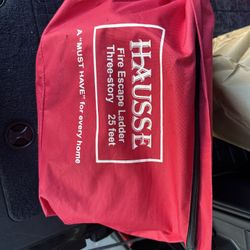 HAUSSE
Fire Escape Ladder
Three-story 25 feet
A "MUST HAVE" for every home